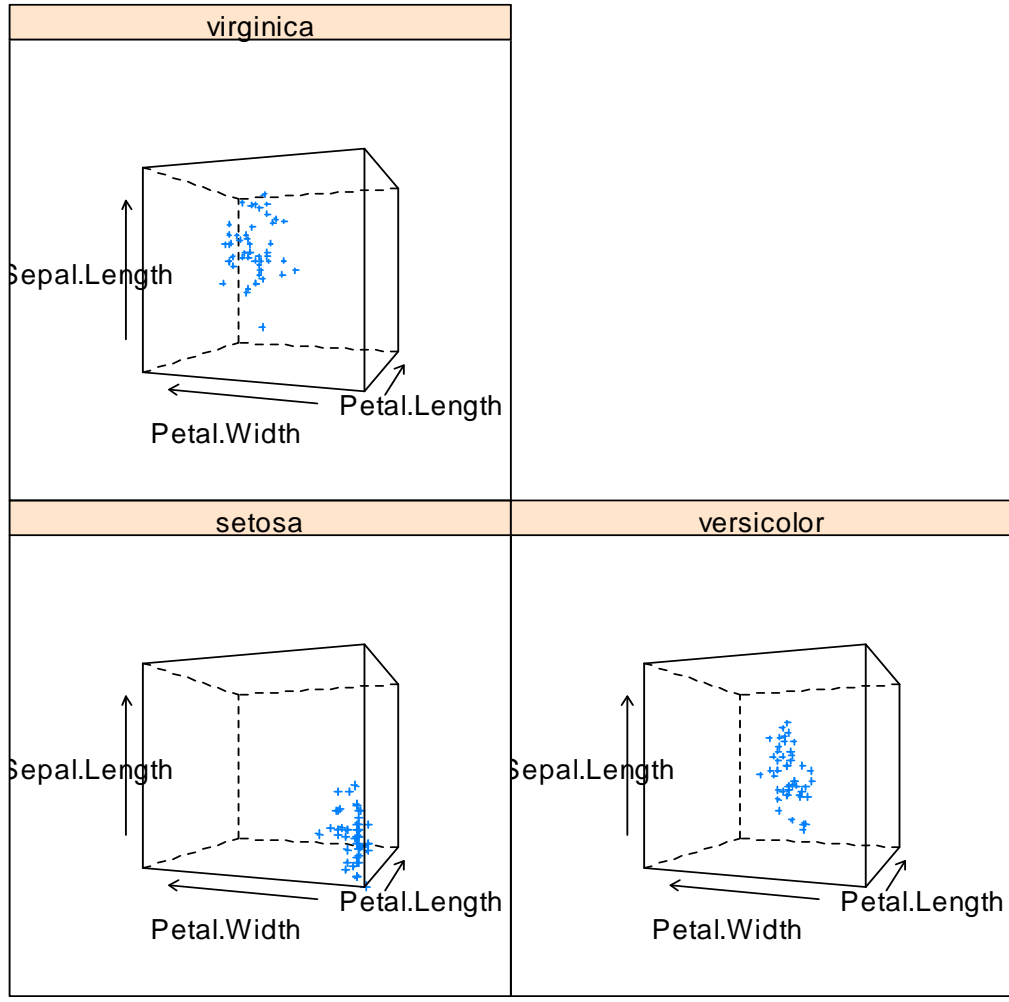 virginica
Sepal.Length
Petal.Length
Petal.Width
setosa
versicolor
Sepal.Length
Sepal.Length
Petal.Length
Petal.Length
Petal.Width
Petal.Width